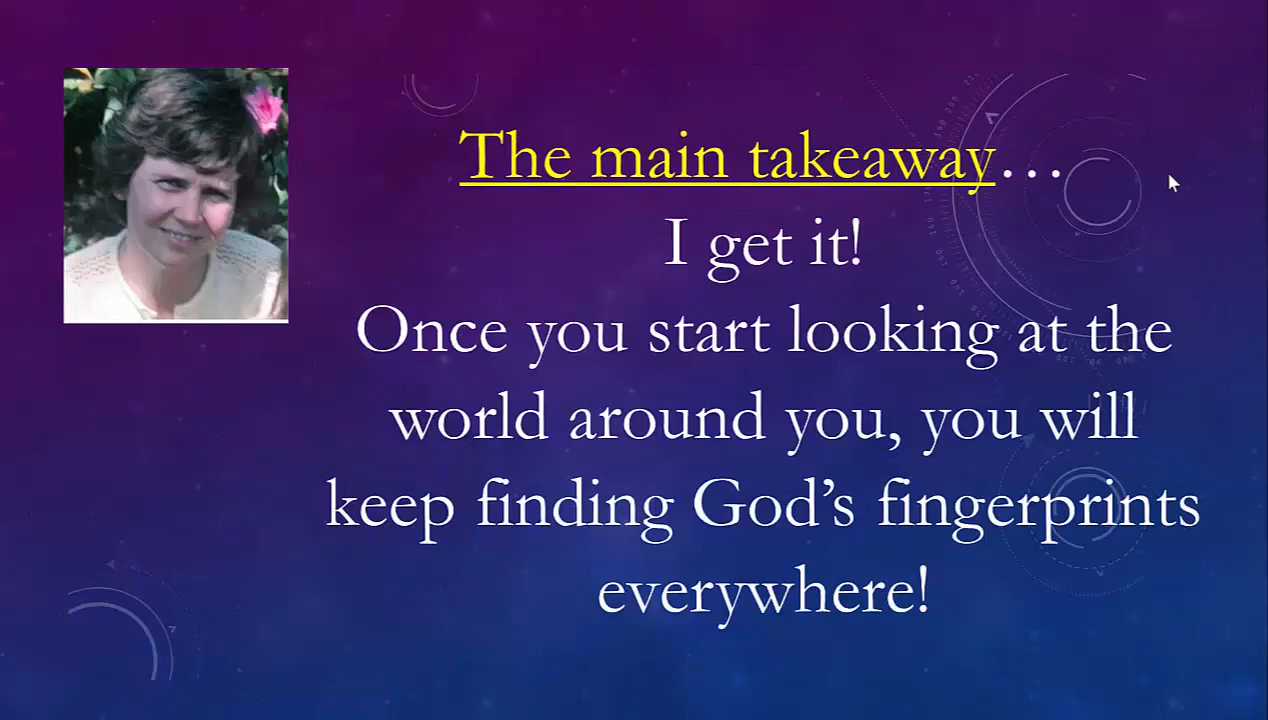 The main takeaway…
I get it!
Once you start looking at the
world around you, you will
keep finding God’s fingerprints
everywhere!